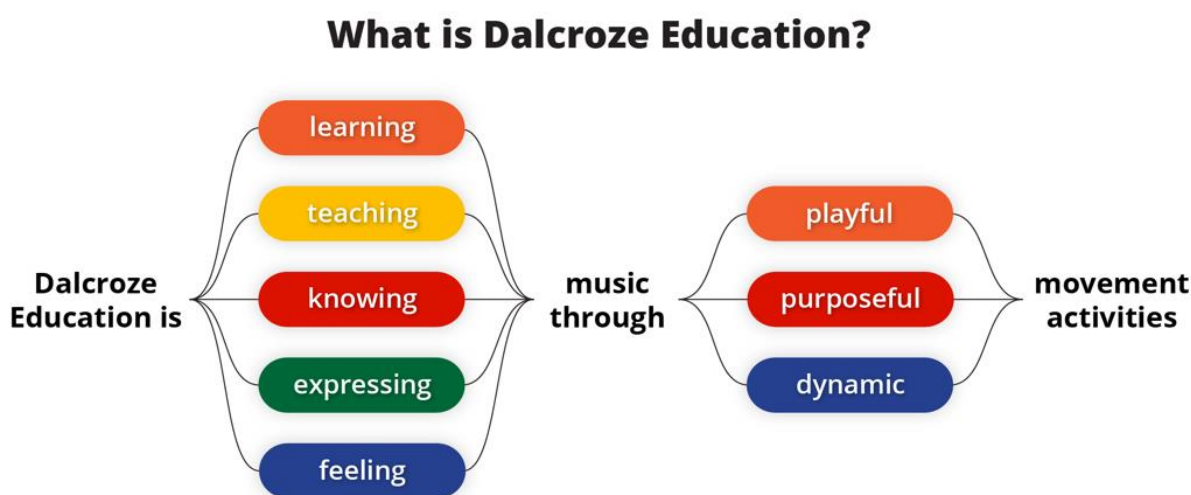 What is Dalcroze Education?
Dalcroze
Education is
learning
teaching
knowing
expressing
feeling
music
through
playful
purposeful
dynamic
movement
activities